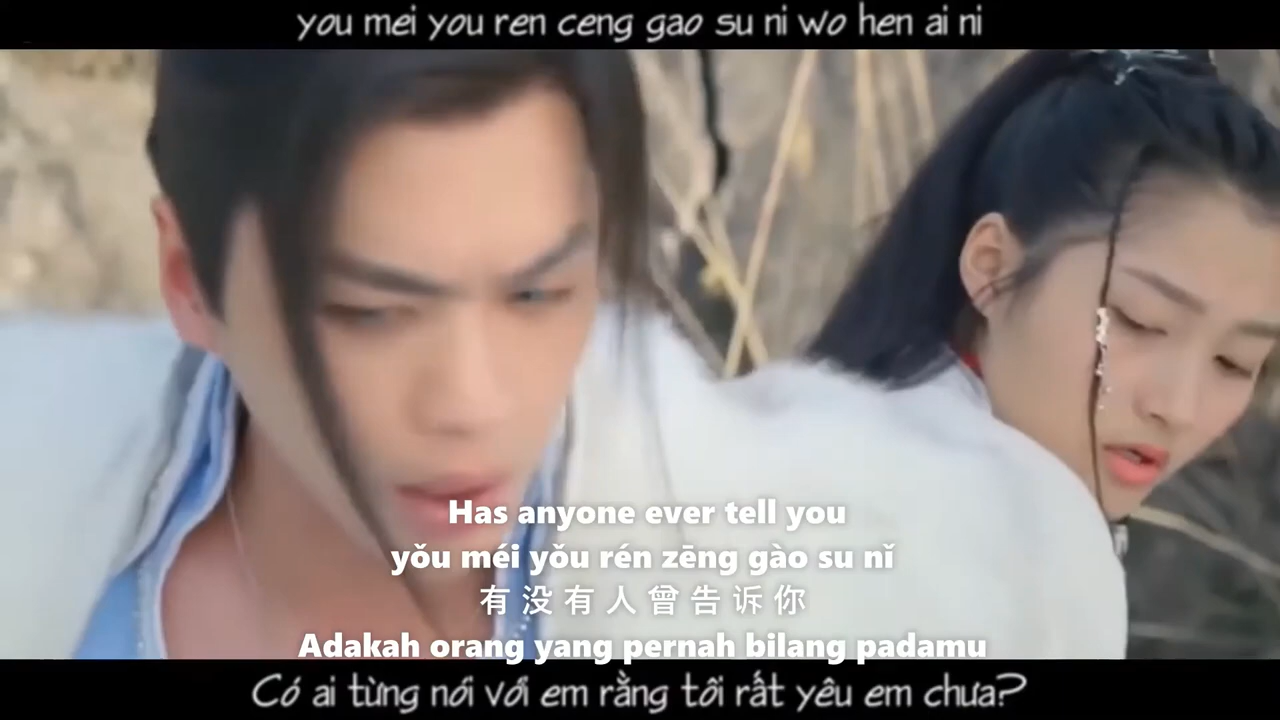 you mei you ren ceng gao su ni wo hen ai ni
Has anyone ever tell you
yǒu méi yǒu rén zēng gào su nǐ
有没有人曾告诉你
Adakah orang yang pernah bilang padamu
Có ai từng nói với em rằng tôi rất yêu em chưa?